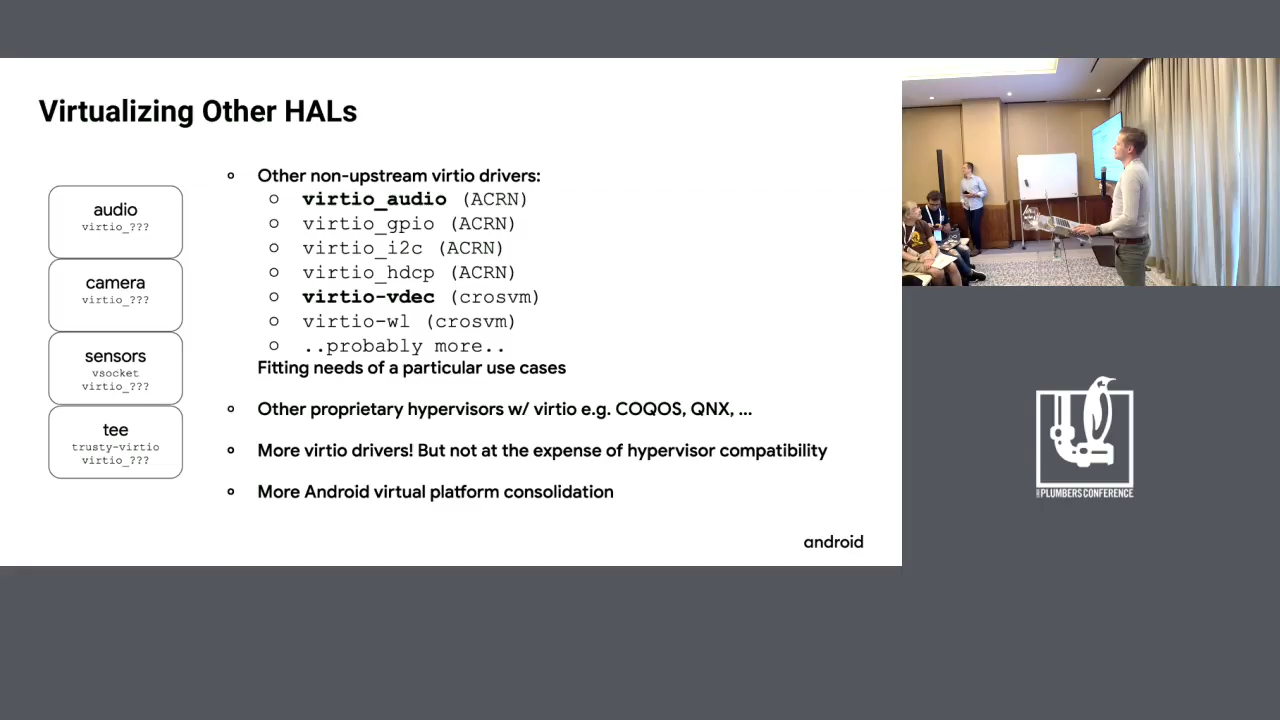 Virtualizing Other HALs
audio
virtio_???
camera
virtio_???
sensors
vsocket
virtio_???
tee
trusty-virtio
virtio_???
Other non-upstream virtio drivers:
virtio_audio (ACRN)
virtio_gpio (ACRN)
virtio_i2c (ACRN)
virtio_hdcp (ACRN)
virtio-vdec (crosvm)
virtio-wl (crosvm)
..probably more..
Fitting needs of a particular use cases
Other proprietary hypervisors w/ virtio e.g. COQOS, QNX, ...
More virtio drivers! But not at the expense of hypervisor compatibility
More Android virtual platform consolidation
android
PLUMBERS CONFERENCE